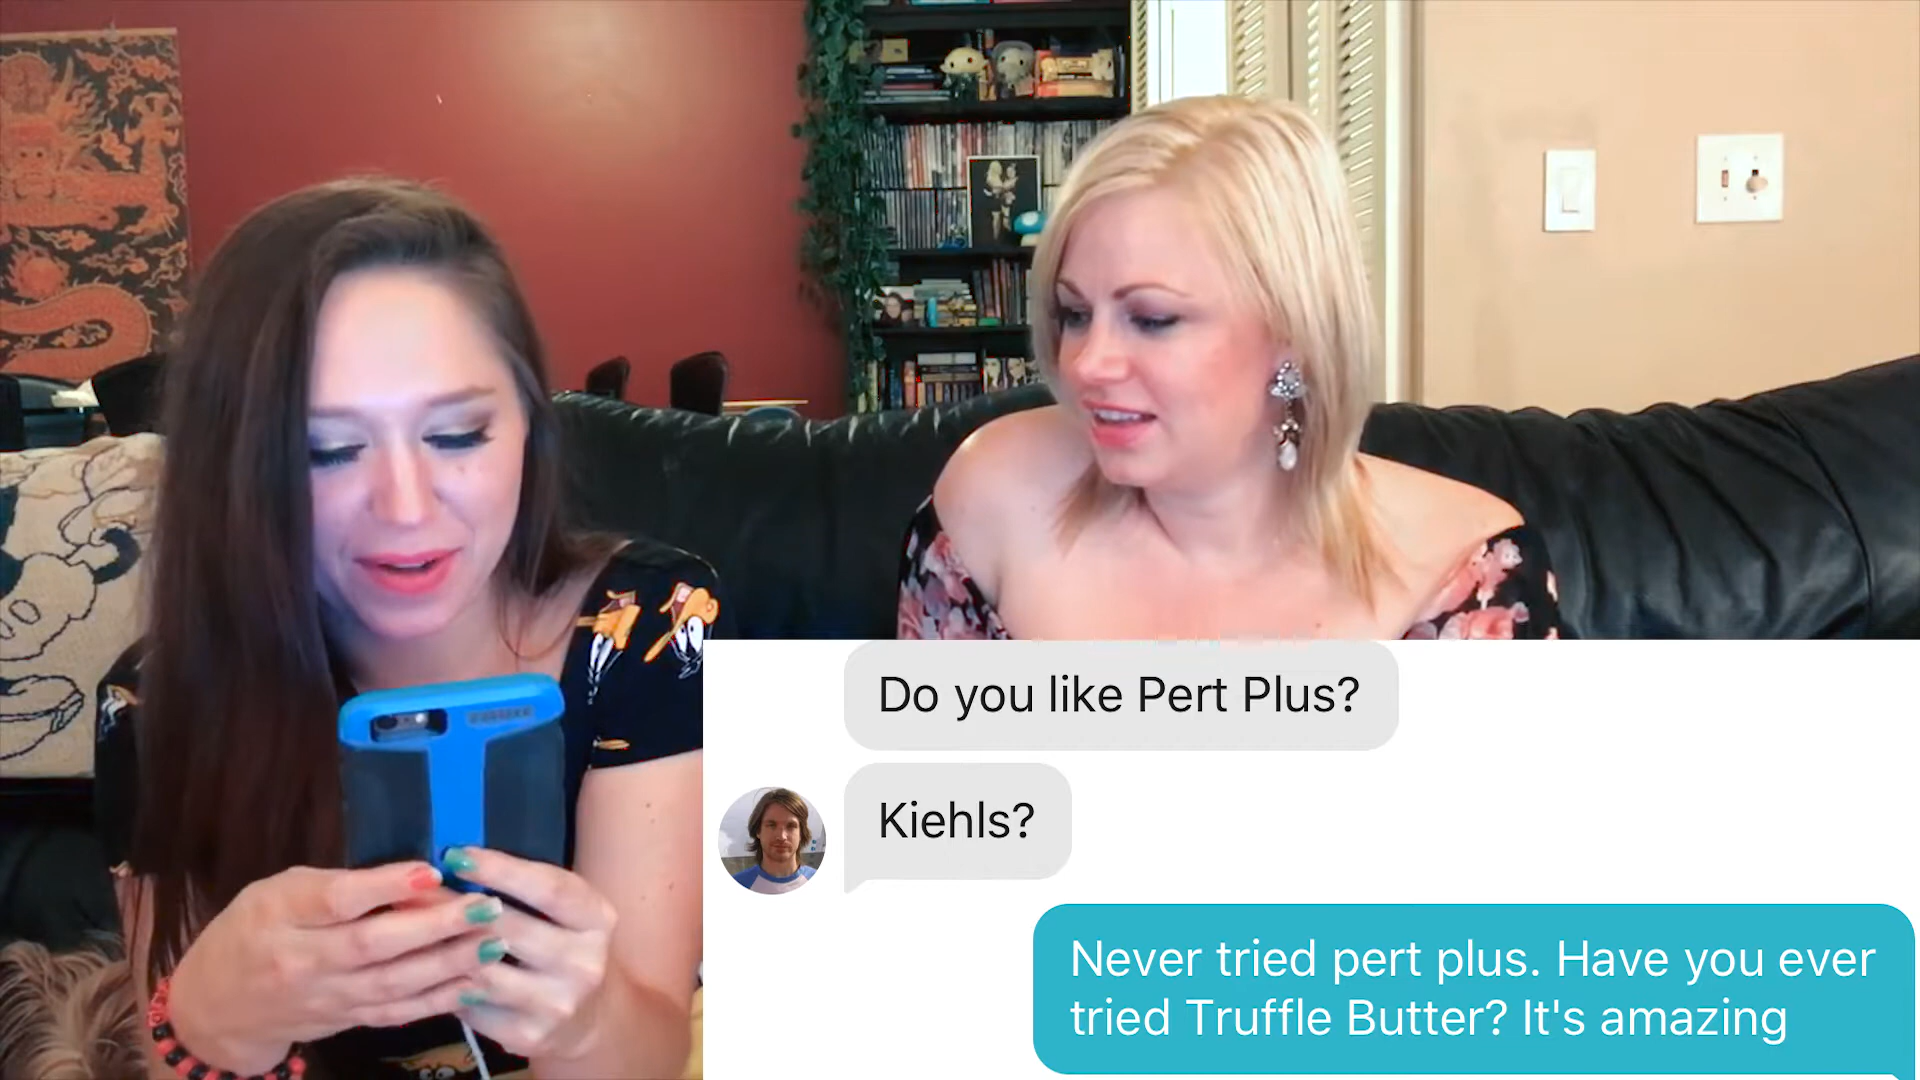 Do you like Pert Plus?
Kiehls?
Never tried pert plus. Have you ever
tried Truffle Butter? It's amazing